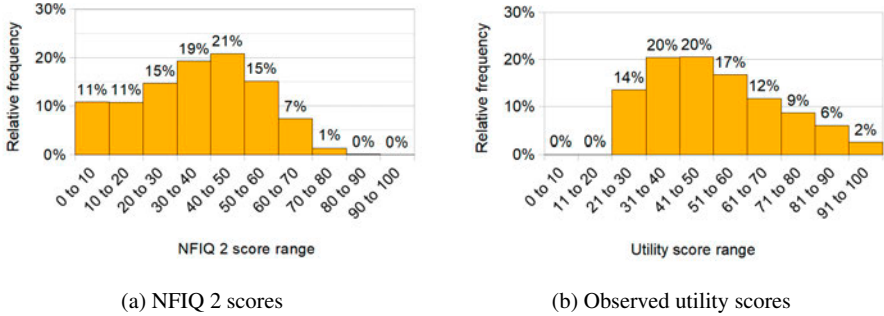 30%
20%
10%
0%
Relative frequency
11%
11%
15%
19%
21%
15%
7%
1%
0%
0%
0 to 10
10 to 20
20 to 30
30 to 40
40 to 50
50 to 60
60 to 70
70 to 80
80 to 90
90 to 100
NFIQ 2 score range
(a) NFIQ 2 scores
30%
20%
10%
0%
Relative frequency
0%
0%
14%
20%
20%
17%
12%
9%
6%
2%
0 to 10
11 to 20
21 to 30
31 to 40
41 to 50
51 to 60
61 to 70
71 to 80
81 to 90
91 to 100
Utility score range
(b) Observed utility scores